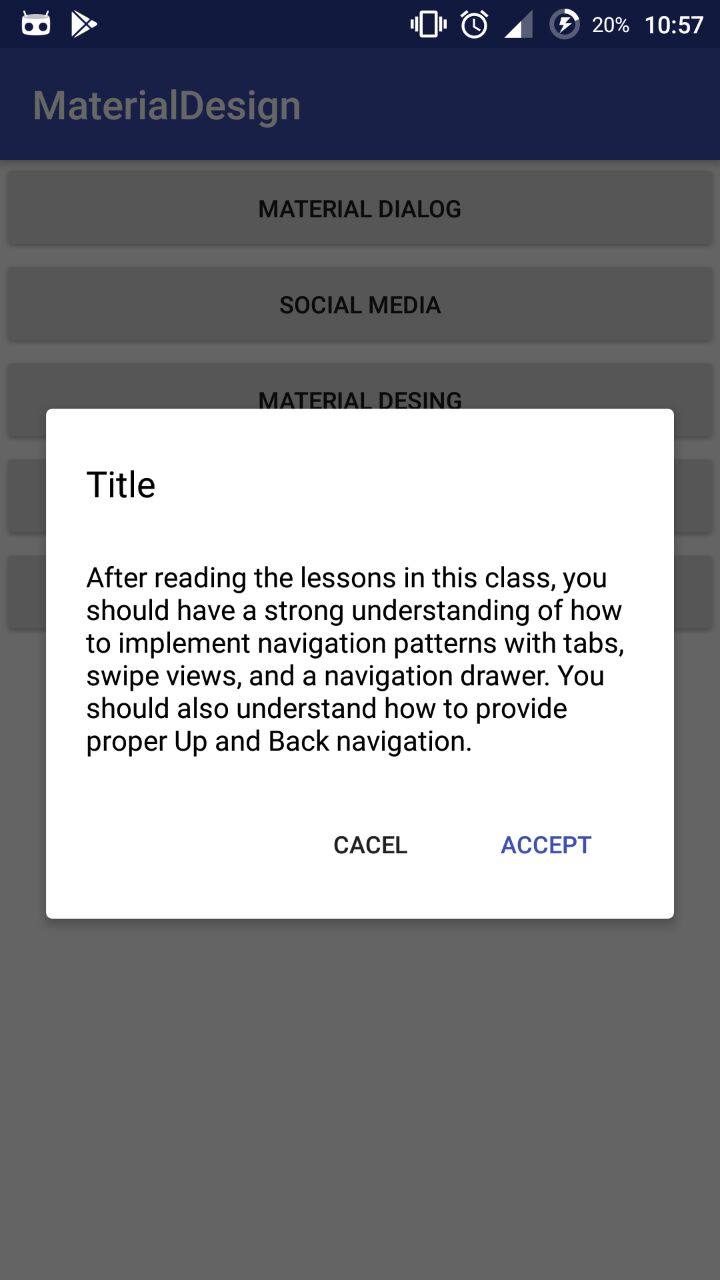 20% 10:57
MaterialDesign
MATERIAL DIALOG
SOCIAL MEDIA
MATERIAL DESING
Title
After reading the lessons in this class, you
should have a strong understanding of how
to implement navigation patterns with tabs,
swipe views, and a navigation drawer. You
should also understand how to provide
proper Up and Back navigation.
CACEL ACCEPT